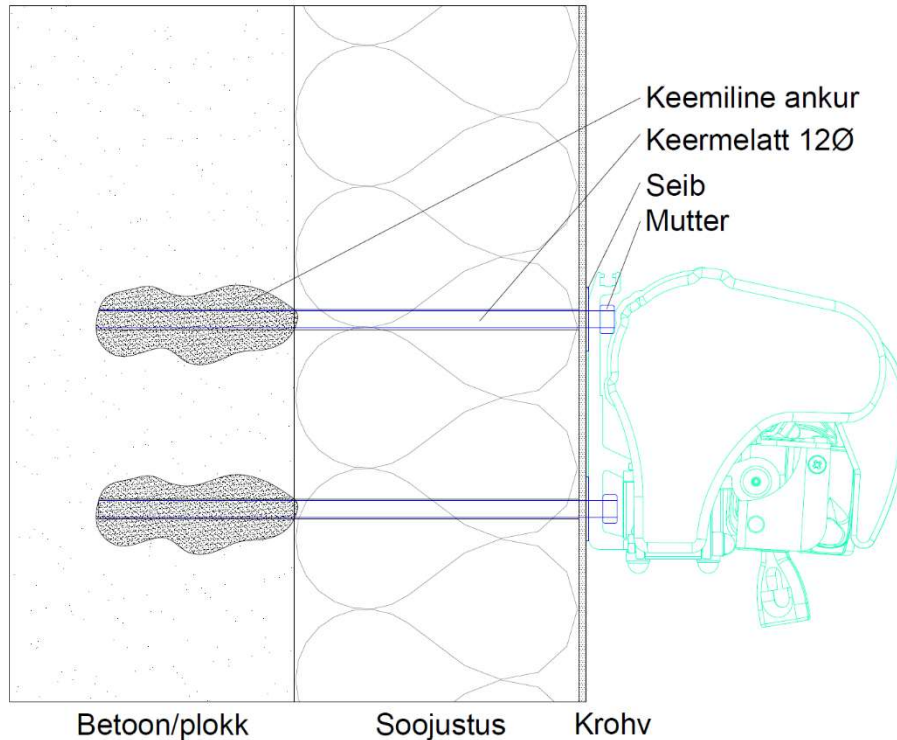 Keemiline ankur
Keermelatt 12Ø
Seib
Mutter
Betoon/plokk Soojustus Krohv